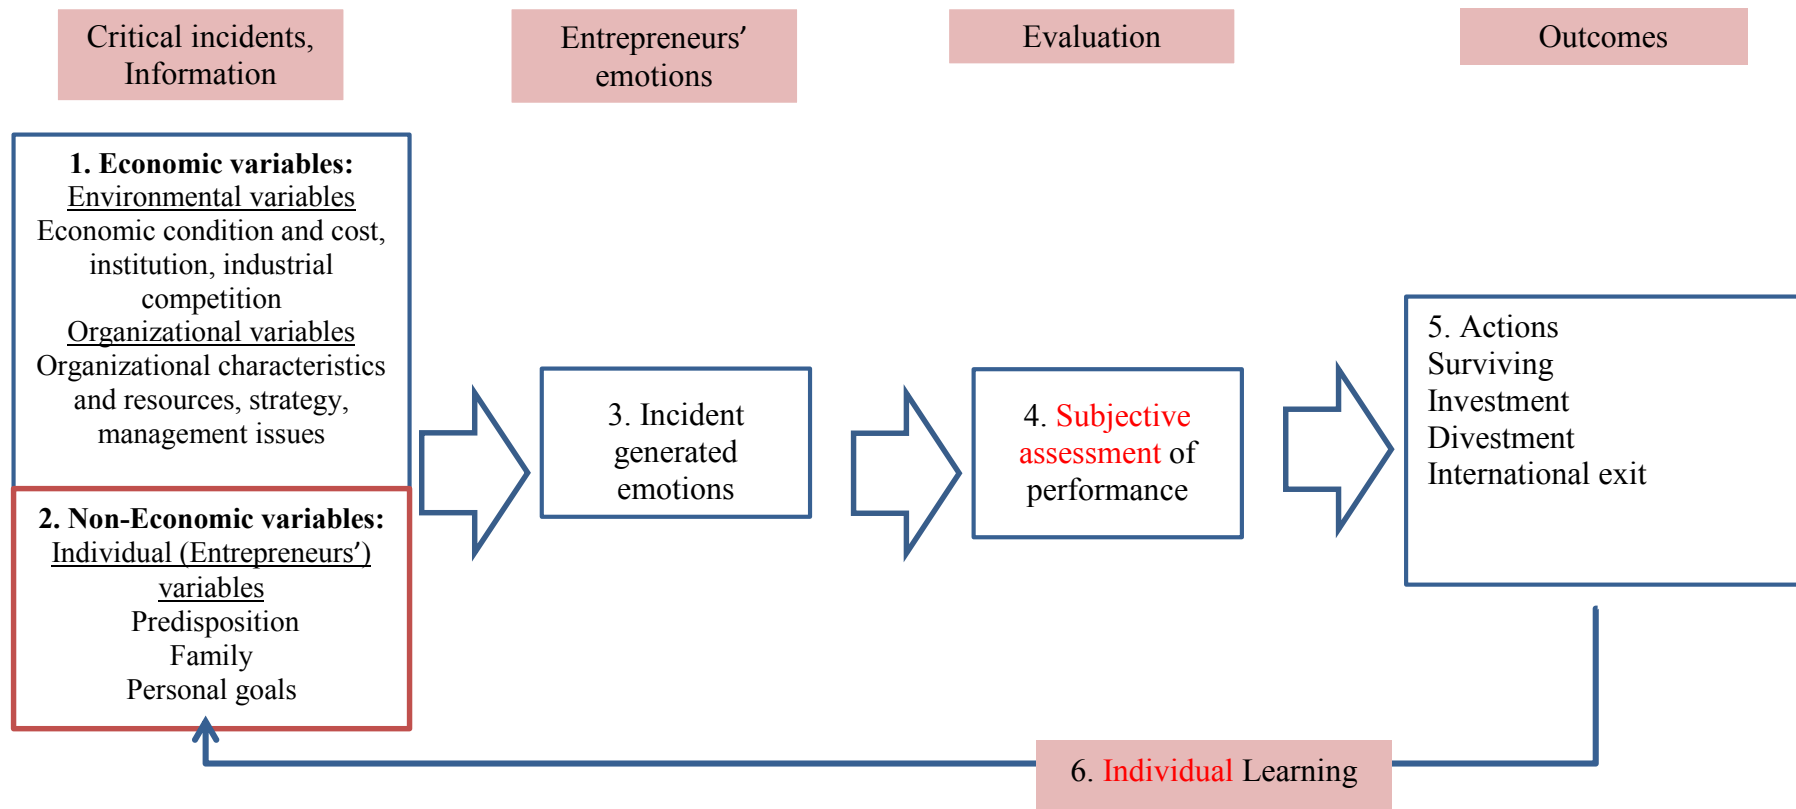 Critical incidents,
Information
Entrepreneurs’
emotions
Evaluation
Outcomes
1. Economic variables:
Environmental variables
Economic condition and cost,
institution, industrial
competition
Organizational variables
Organizational characteristics
and resources, strategy,
management issues
2. Non-Economic variables:
Individual (Entrepreneurs’)
variables
Predisposition
Family
Personal goals
3. Incident
generated
emotions
4. Subjective
assessment of
performance
5. Actions
Surviving
Investment
Divestment
International exit
6. Individual Learning